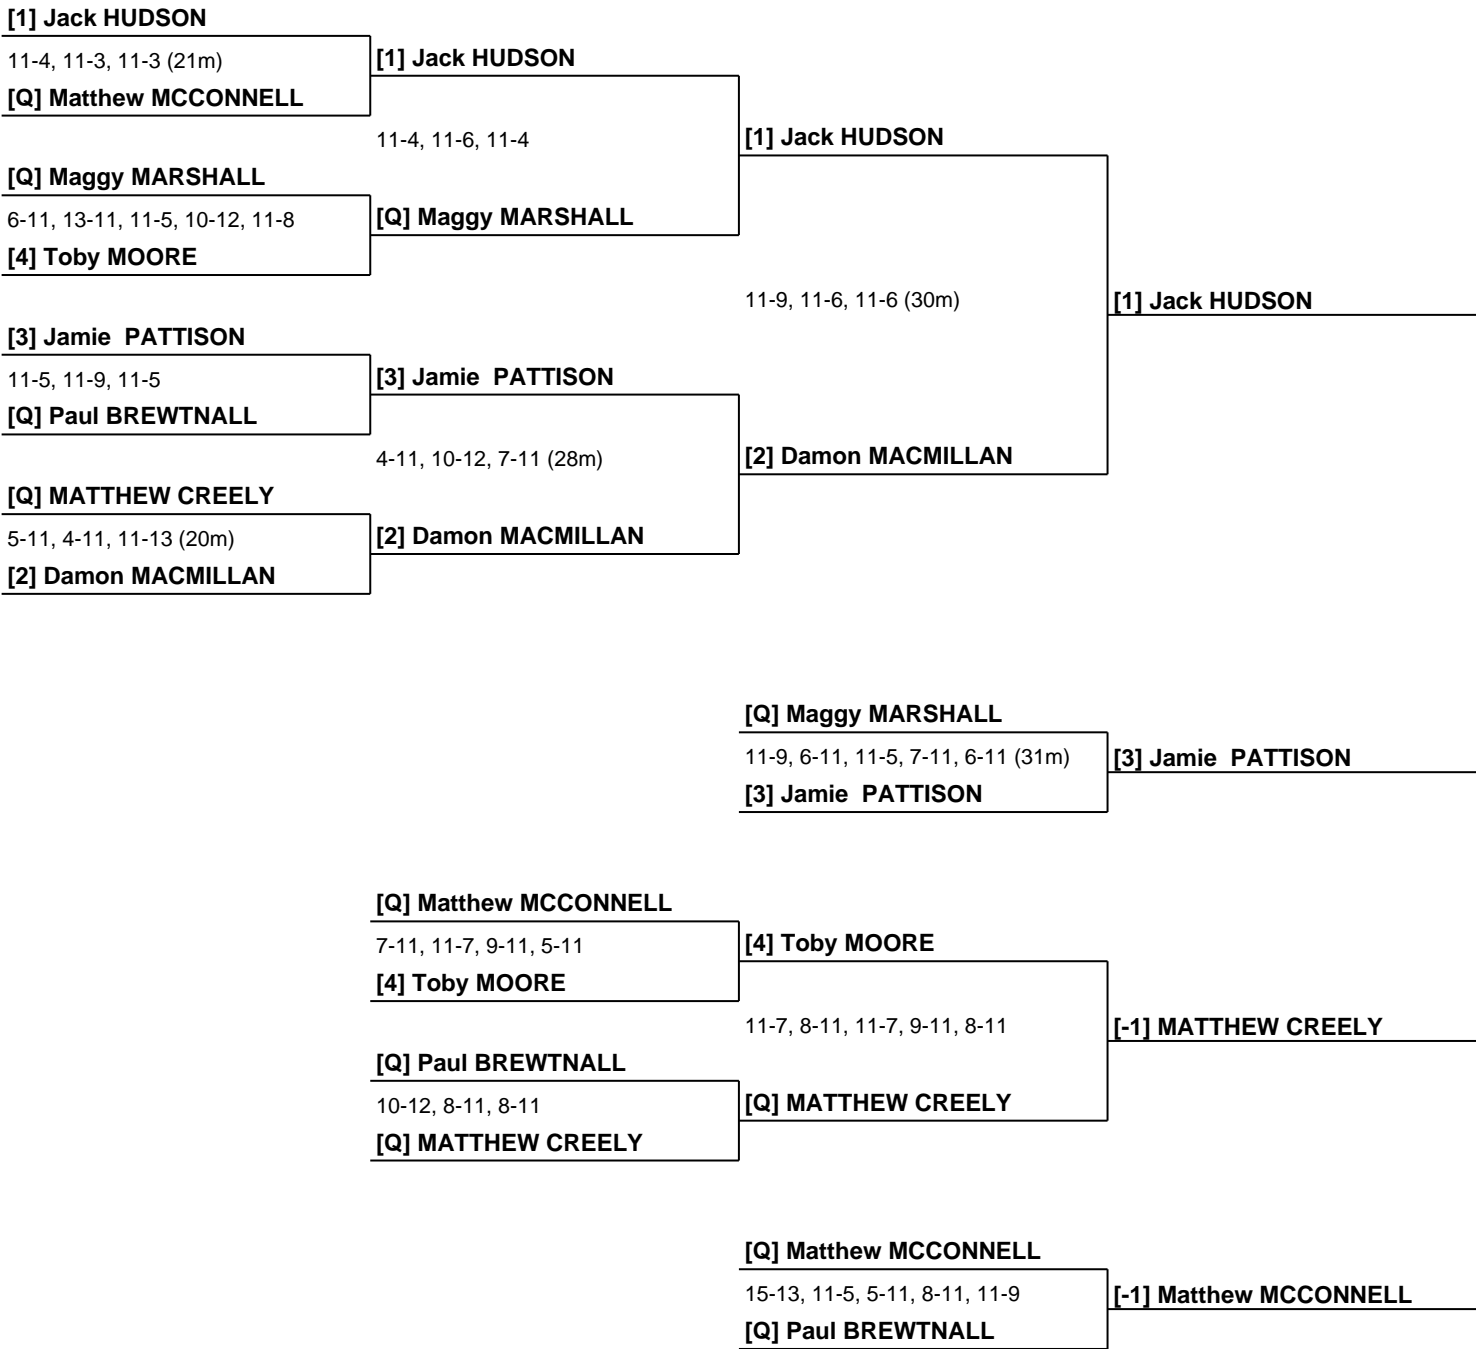 [1] Jack HUDSON
11-4, 11-3, 11-3 (21m)
[1] Jack HUDSON
[Q] Matthew MCCONNELL
11-4, 11-6, 11-4
[1] Jack HUDSON
[Q] Maggy MARSHALL
6-11, 13-11, 11-5, 10-12, 11-8
[Q] Maggy MARSHALL
[4] Toby MOORE
11-9, 11-6, 11-6 (30m)
[1] Jack HUDSON
[3] Jamie  PATTISON
11-5, 11-9, 11-5
[3] Jamie  PATTISON
[Q] Paul BREWTNALL
4-11, 10-12, 7-11 (28m)
[2] Damon MACMILLAN
[Q] MATTHEW CREELY
5-11, 4-11, 11-13 (20m)
[2] Damon MACMILLAN
[2] Damon MACMILLAN
[Q] Maggy MARSHALL
11-9, 6-11, 11-5, 7-11, 6-11 (31m)
[3] Jamie  PATTISON
[3] Jamie  PATTISON
[Q] Matthew MCCONNELL
7-11, 11-7, 9-11, 5-11
[4] Toby MOORE
[4] Toby MOORE
11-7, 8-11, 11-7, 9-11, 8-11
[-1] MATTHEW CREELY
[Q] Paul BREWTNALL
10-12, 8-11, 8-11
[Q] MATTHEW CREELY
[Q] MATTHEW CREELY
[Q] Matthew MCCONNELL
15-13, 11-5, 5-11, 8-11, 11-9
[-1] Matthew MCCONNELL
[Q] Paul BREWTNALL